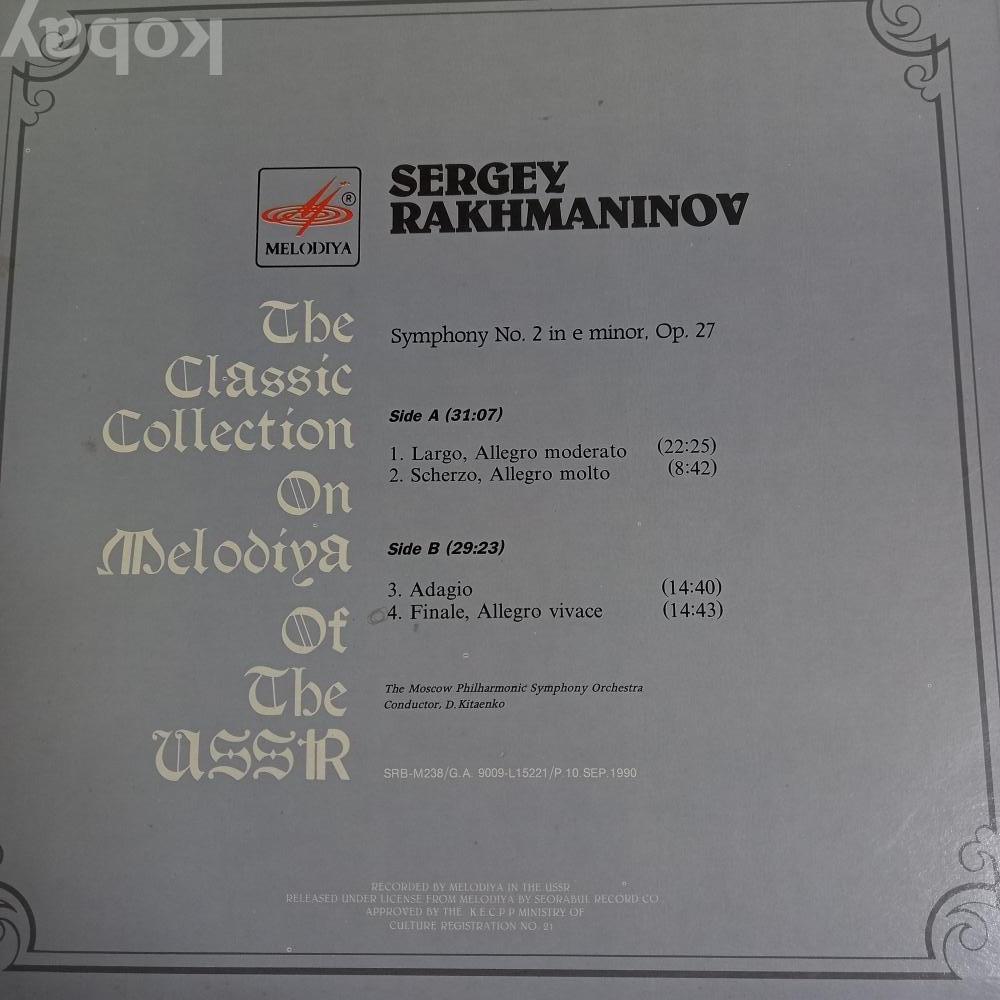 kobay
SERGEY
RAKHMANINOV
®
MELODIYA
The
Classic
Collection
On
Melodiya
Of
The
USSR
Symphony No. 2 in e minor, Op. 27
Side A (31:07)
1. Largo, Allegro moderato (22:25)
2. Scherzo, Allegro molto (8:42)
Side B (29:23)
3. Adagio (14:40)
4. Finale, Allegro vivace (14:43)
The Moscow Philharmonic Symphony Orchestra
Conductor, D. Kitaenko
SRB-M238/G.A. 9009-L15221/P.10.SEP.1990
RECORDED BY MELODIYA IN THE USSR
RELEASED UNDER LICENSE FROM MELODIYA BY SEORABUL RECORD CO.
APPROVED BY THE K.E.C P P MINISTRY OF
CULTURE REGISTRATION NO. 21